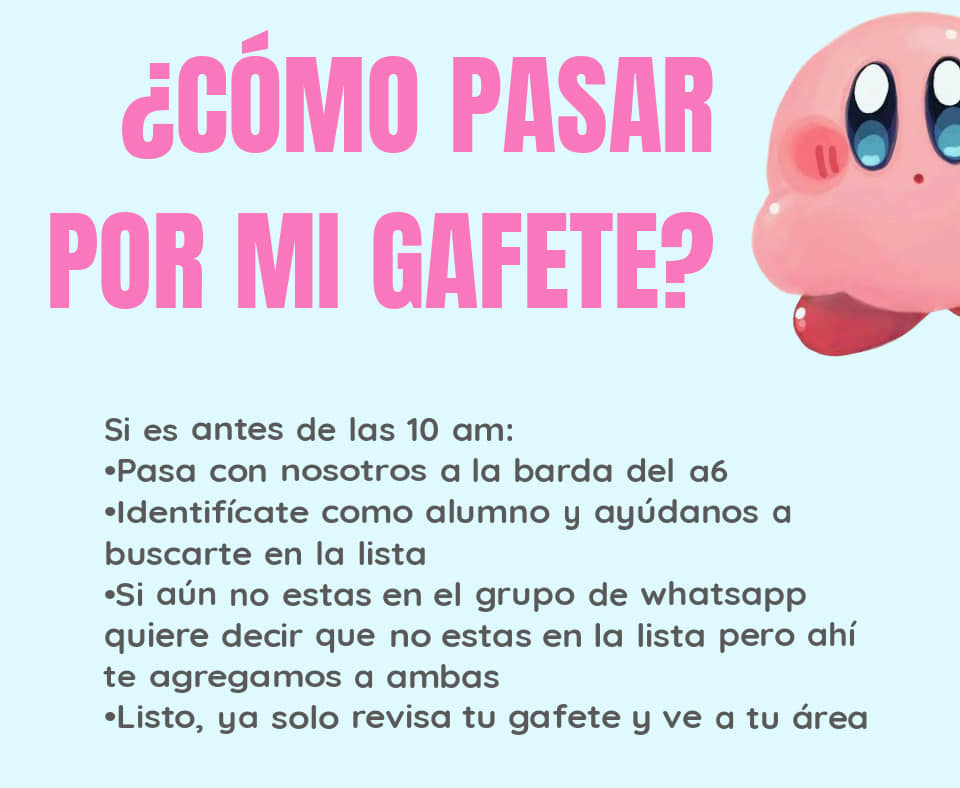 ¿CÓMO PASAR
POR MI GAFETE?
Si es antes de las 10 am:
•Pasa con nosotros a la barda del a6
•Identifícate como alumno y ayúdanos a
buscarte en la lista
•Si aún no estas en el grupo de whatsapp
quiere decir que no estas en la lista pero ahí
te agregamos a ambas
•Listo, ya solo revisa tu gafete y ve a tu área